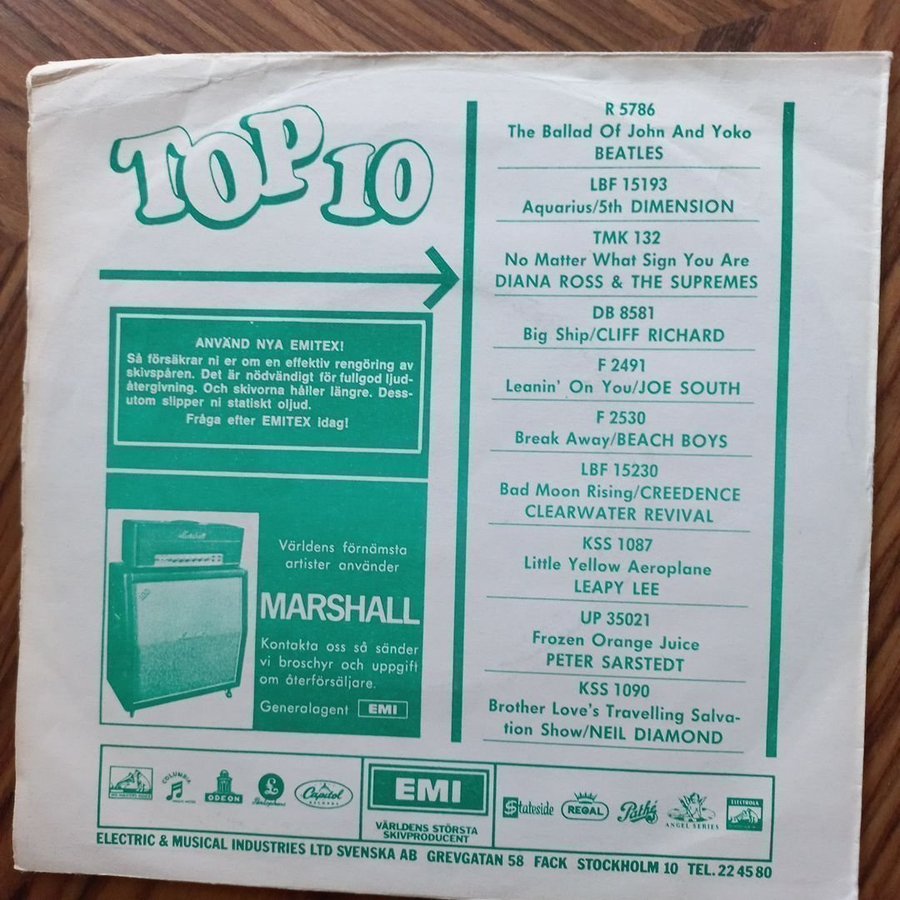 TOP 10
R 5786
The Ballad Of John And Yoko
BEATLES
LBF 15193
Aquarius/5th DIMENSION
TMK 132
No Matter What Sign You Are
DIANA ROSS & THE SUPREMES
DB 8581
Big Ship/CLIFF RICHARD
F 2491
Leanin' On You/JOE SOUTH
F 2530
Break Away/BEACH BOYS
LBF 15230
Bad Moon Rising/CREEDENCE
CLEARWATER REVIVAL
KSS 1087
Little Yellow Aeroplane
LEAPY LEE
UP 35021
Frozen Orange Juice
PETER SARSTEDT
KSS 1090
Brother Love's Travelling Salva-
tion Show/NEIL DIAMOND
ANVÄND NYA EMITEX!
Så försäkrar ni er om en effektiv rengöring av
skivspåren. Det är nödvändigt för fullgod ljud-
återgivning. Och skivorna håller längre. Dess-
utom slipper ni statiskt oljud.
Fråga efter EMITEX idag!
Marshall
Världens förnämsta
artister använder
MARSHALL
Kontakta oss så sänder
vi broschyr och uppgift
om återförsäljare.
Generalagent EMI
COLUMBIA
ODEON
Parlophone
Capitol
RECORDS
EMI
VÄRLDENS STÖRSTA
SKIVPRODUCENT
Stateside
REGAL
Pathé
ANGEL SERIES
ELECTROLA
ELECTRIC & MUSICAL INDUSTRIES LTD SVENSKA AB GREVGATAN 58 FACK STOCKHOLM 10 TEL. 22 45 80